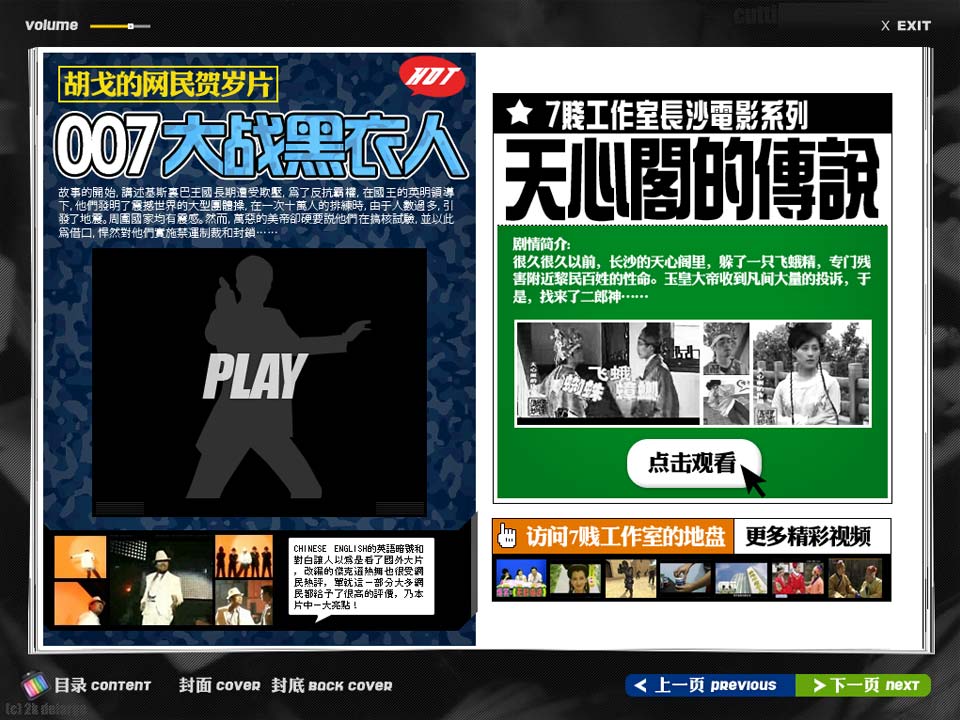 volume
X EXIT
胡戈的网民贺岁片
HOT
007大战黑衣人
故事的開始, 講述基斯裏巴王國長期遭受欺壓, 爲了反抗霸權, 在國王的英明領導
下, 他們發明了震撼世界的大型團體操, 在一次十萬人的排練時, 由于人數過多, 引
發了地震。周圍國家均有震感。然而, 萬惡的美帝卻硬要説他們在搞核試驗, 並以此
爲借口, 悍然對他們實施禁運制裁和封鎖……
PLAY
CHINESE ENGLISH的英語暗號和
對白讓人以爲是看了國外大片
，改編的傑克遜熱舞也很受網
民熱評，單就這一部分大多網
民都給予了很高的評價，乃本
片中一大亮點！
★ 7賤工作室長沙電影系列
天心閣的傳說
剧情简介:
很久很久以前，长沙的天心阁里，躲了一只飞蛾精，专门残
害附近黎民百姓的性命。玉皇大帝收到凡间大量的投诉，于
是，找来了二郎神……
飞蛾
蜘蛛 蟑螂
点击观看
访问7贱工作室的地盘
更多精彩视频
目录 CONTENT
封面 COVER
封底 BACK COVER
上一页 PREVIOUS
下一页 NEXT